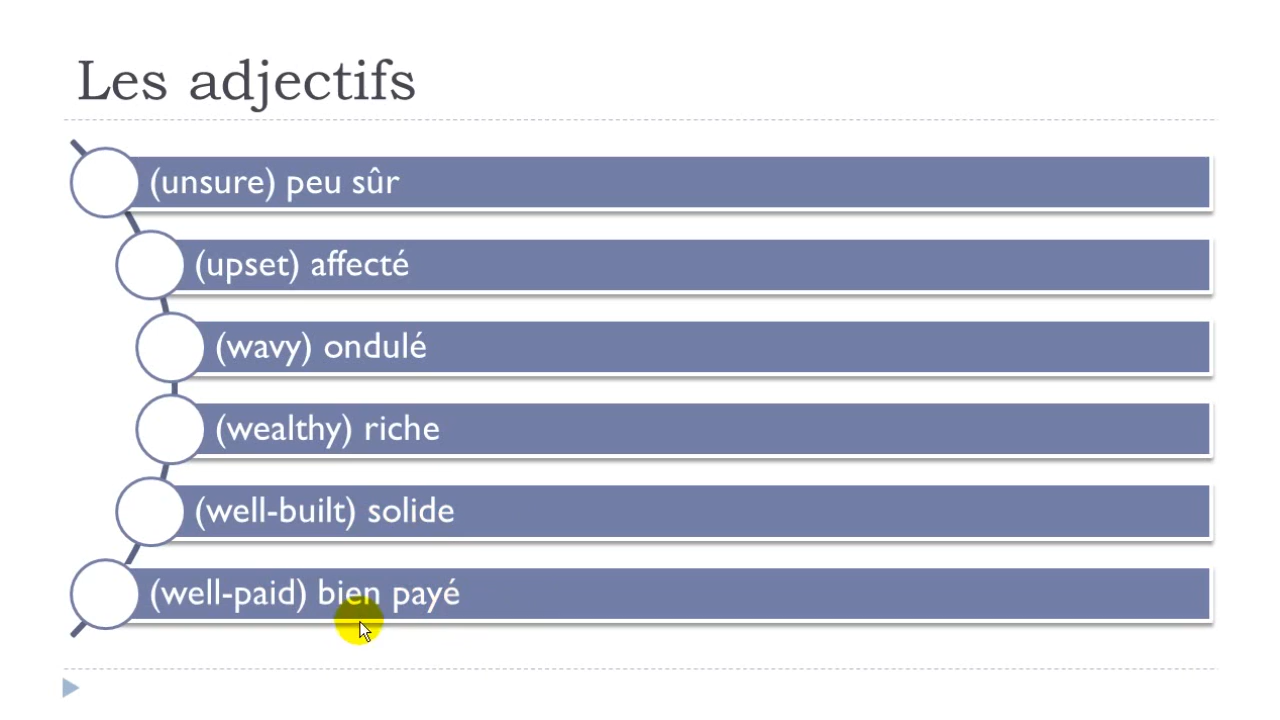 Les adjectifs
(unsure) peu sûr
(upset) affecté
(wavy) ondulé
(wealthy) riche
(well-built) solide
(well-paid) bien payé